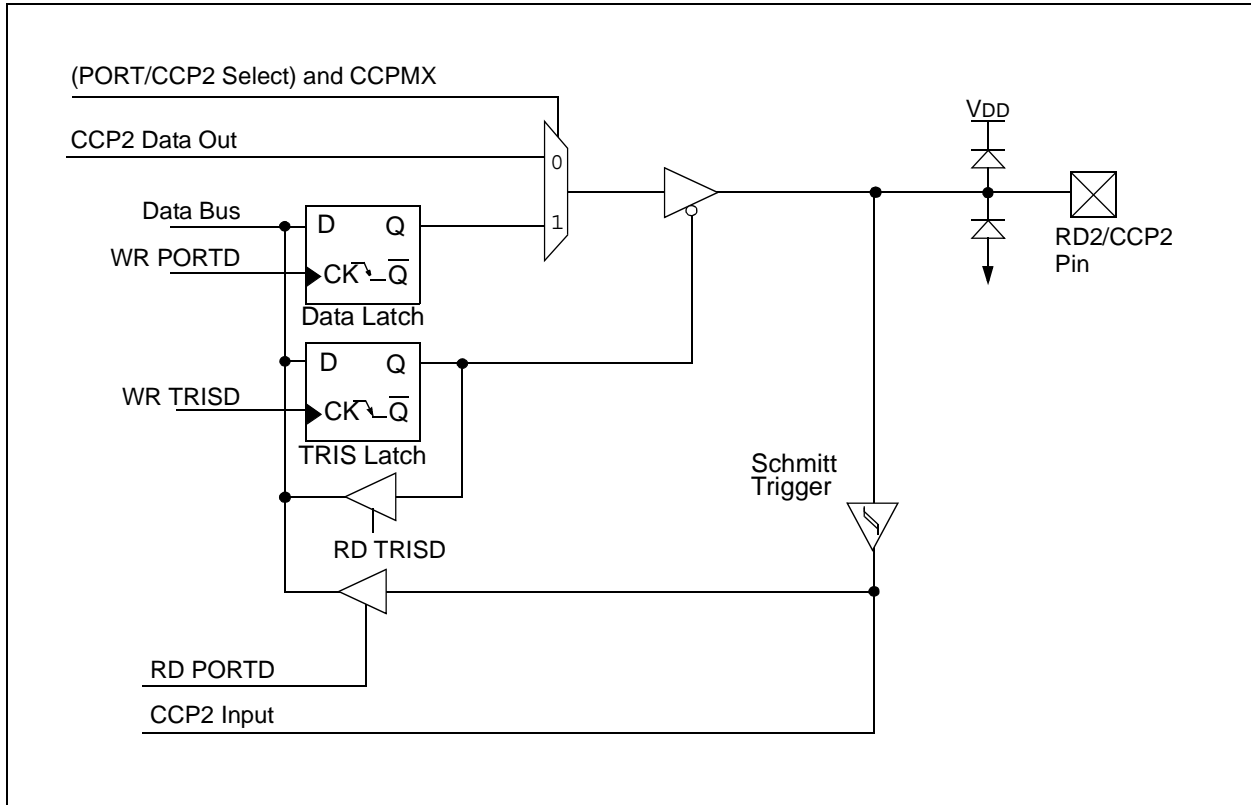 (PORT/CCP2 Select) and CCPMX
CCP2 Data Out
VDD
0
Data Bus
D Q
1
WR PORTD
CK Q̅
RD2/CCP2
Pin
Data Latch
D Q
WR TRISD
CK Q̅
TRIS Latch
Schmitt
Trigger
RD TRISD
RD PORTD
CCP2 Input